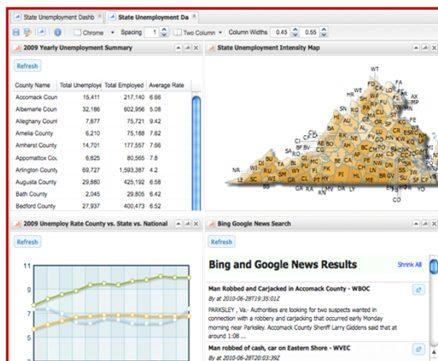 State Unemployment Dashb
State Unemployment Da
Chrome
Spacing 1
Two Column
Column Widths 0.45 0.55
2009 Yearly Unemployment Summary
Refresh
County Name Total Unemploye Total Employed Average Rate
Accomack Coun 15,411 217,140 6.66
Albemarle Coun 32,186 602,956 5.08
Alleghany Count 7,877 75,721 9.42
Amelia County 6,210 75,188 7.62
Amherst County 14,701 177,557 7.66
Appomattox Cou 6,825 80,565 7.8
Arlington County 69,727 1,593,387 4.2
Augusta County 29,880 425,192 6.58
Bath County 2,045 29,805 6.42
Bedford County 27,937 400,473 6.52
State Unemployment Intensity Map
2009 Unemploy Rate County vs. State vs. National
Refresh
11
9
7
5
Bing Google News Search
Refresh
Bing and Google News Results
Shrink All
Man Robbed and Carjacked in Accomack County - WBOC
By at 2010-06-28T19:35:01Z
PARKSLEY , Va.- Authorities are looking for two suspects wanted in
connection with a robbery and carjacking that occurred early Monday
morning near Parksley. Accomack County Sheriff Larry Giddens said that at
around 1:08 ...
Man robbed of cash, car on Eastern Shore - WVEC
By at 2010-06-28T20:03:39Z